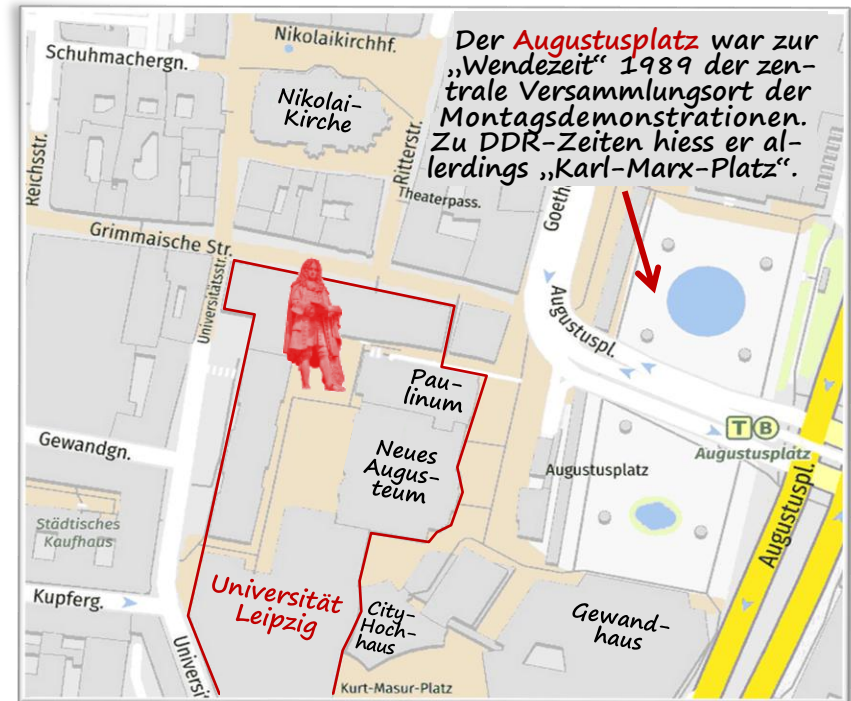 Nikolaikirchhf.
Schuhmachergn.
Der Augustusplatz war zur
„Wendezeit“ 1989 der zen-
trale Versammlungsort der
Montagsdemonstrationen.
Zu DDR-Zeiten hiess er al-
lerdings „Karl-Marx-Platz“.
Nikolai-
Kirche
Reichsstr.
Ritterstr.
Theaterpass.
Goeth
Grimmaische Str.
Universitätsstr.
Augustuspl.
Pau-
linum
Neues
Augus-
teum
Gewandgn.
T B
Augustusplatz
Augustusplatz
Augustuspl.
Städtisches
Kaufhaus
Kupferg.
Universität
Leipzig
City-
Hoch-
haus
Gewand-
haus
Universi
Kurt-Masur-Platz